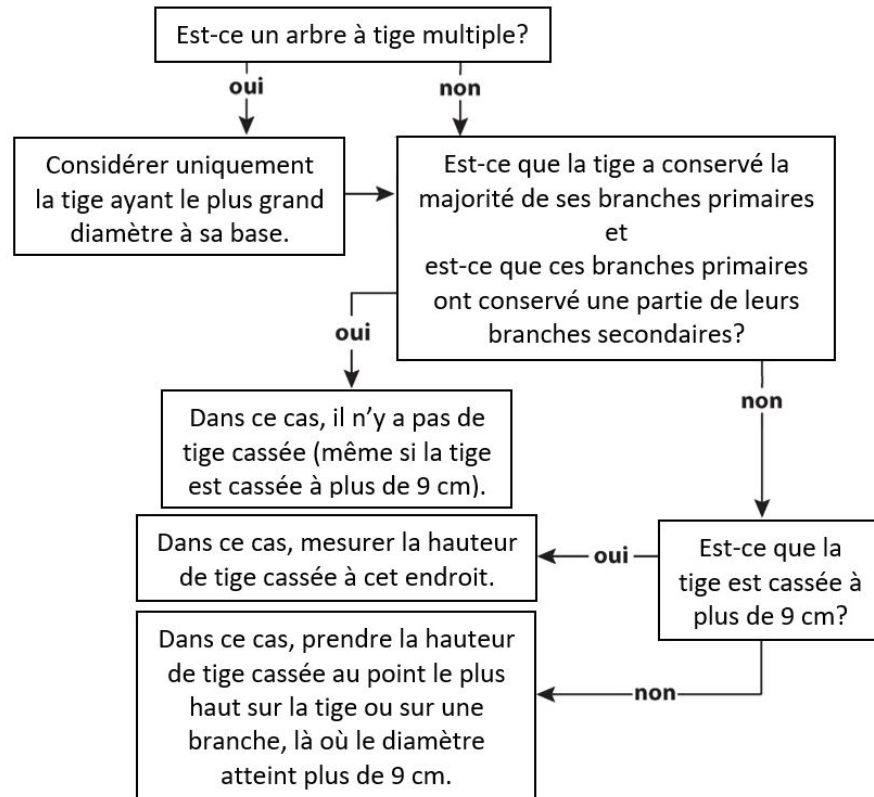 Est-ce un arbre à tige multiple?
oui
non
Considérer uniquement
la tige ayant le plus grand
diamètre à sa base.
Est-ce que la tige a conservé la
majorité de ses branches primaires
et
est-ce que ces branches primaires
ont conservé une partie de leurs
branches secondaires?
oui
non
Dans ce cas, il n’y a pas de
tige cassée (même si la tige
est cassée à plus de 9 cm).
Dans ce cas, mesurer la hauteur
de tige cassée à cet endroit.
oui
Est-ce que la
tige est cassée à
plus de 9 cm?
Dans ce cas, prendre la hauteur
de tige cassée au point le plus
haut sur la tige ou sur une
branche, là où le diamètre
atteint plus de 9 cm.
non